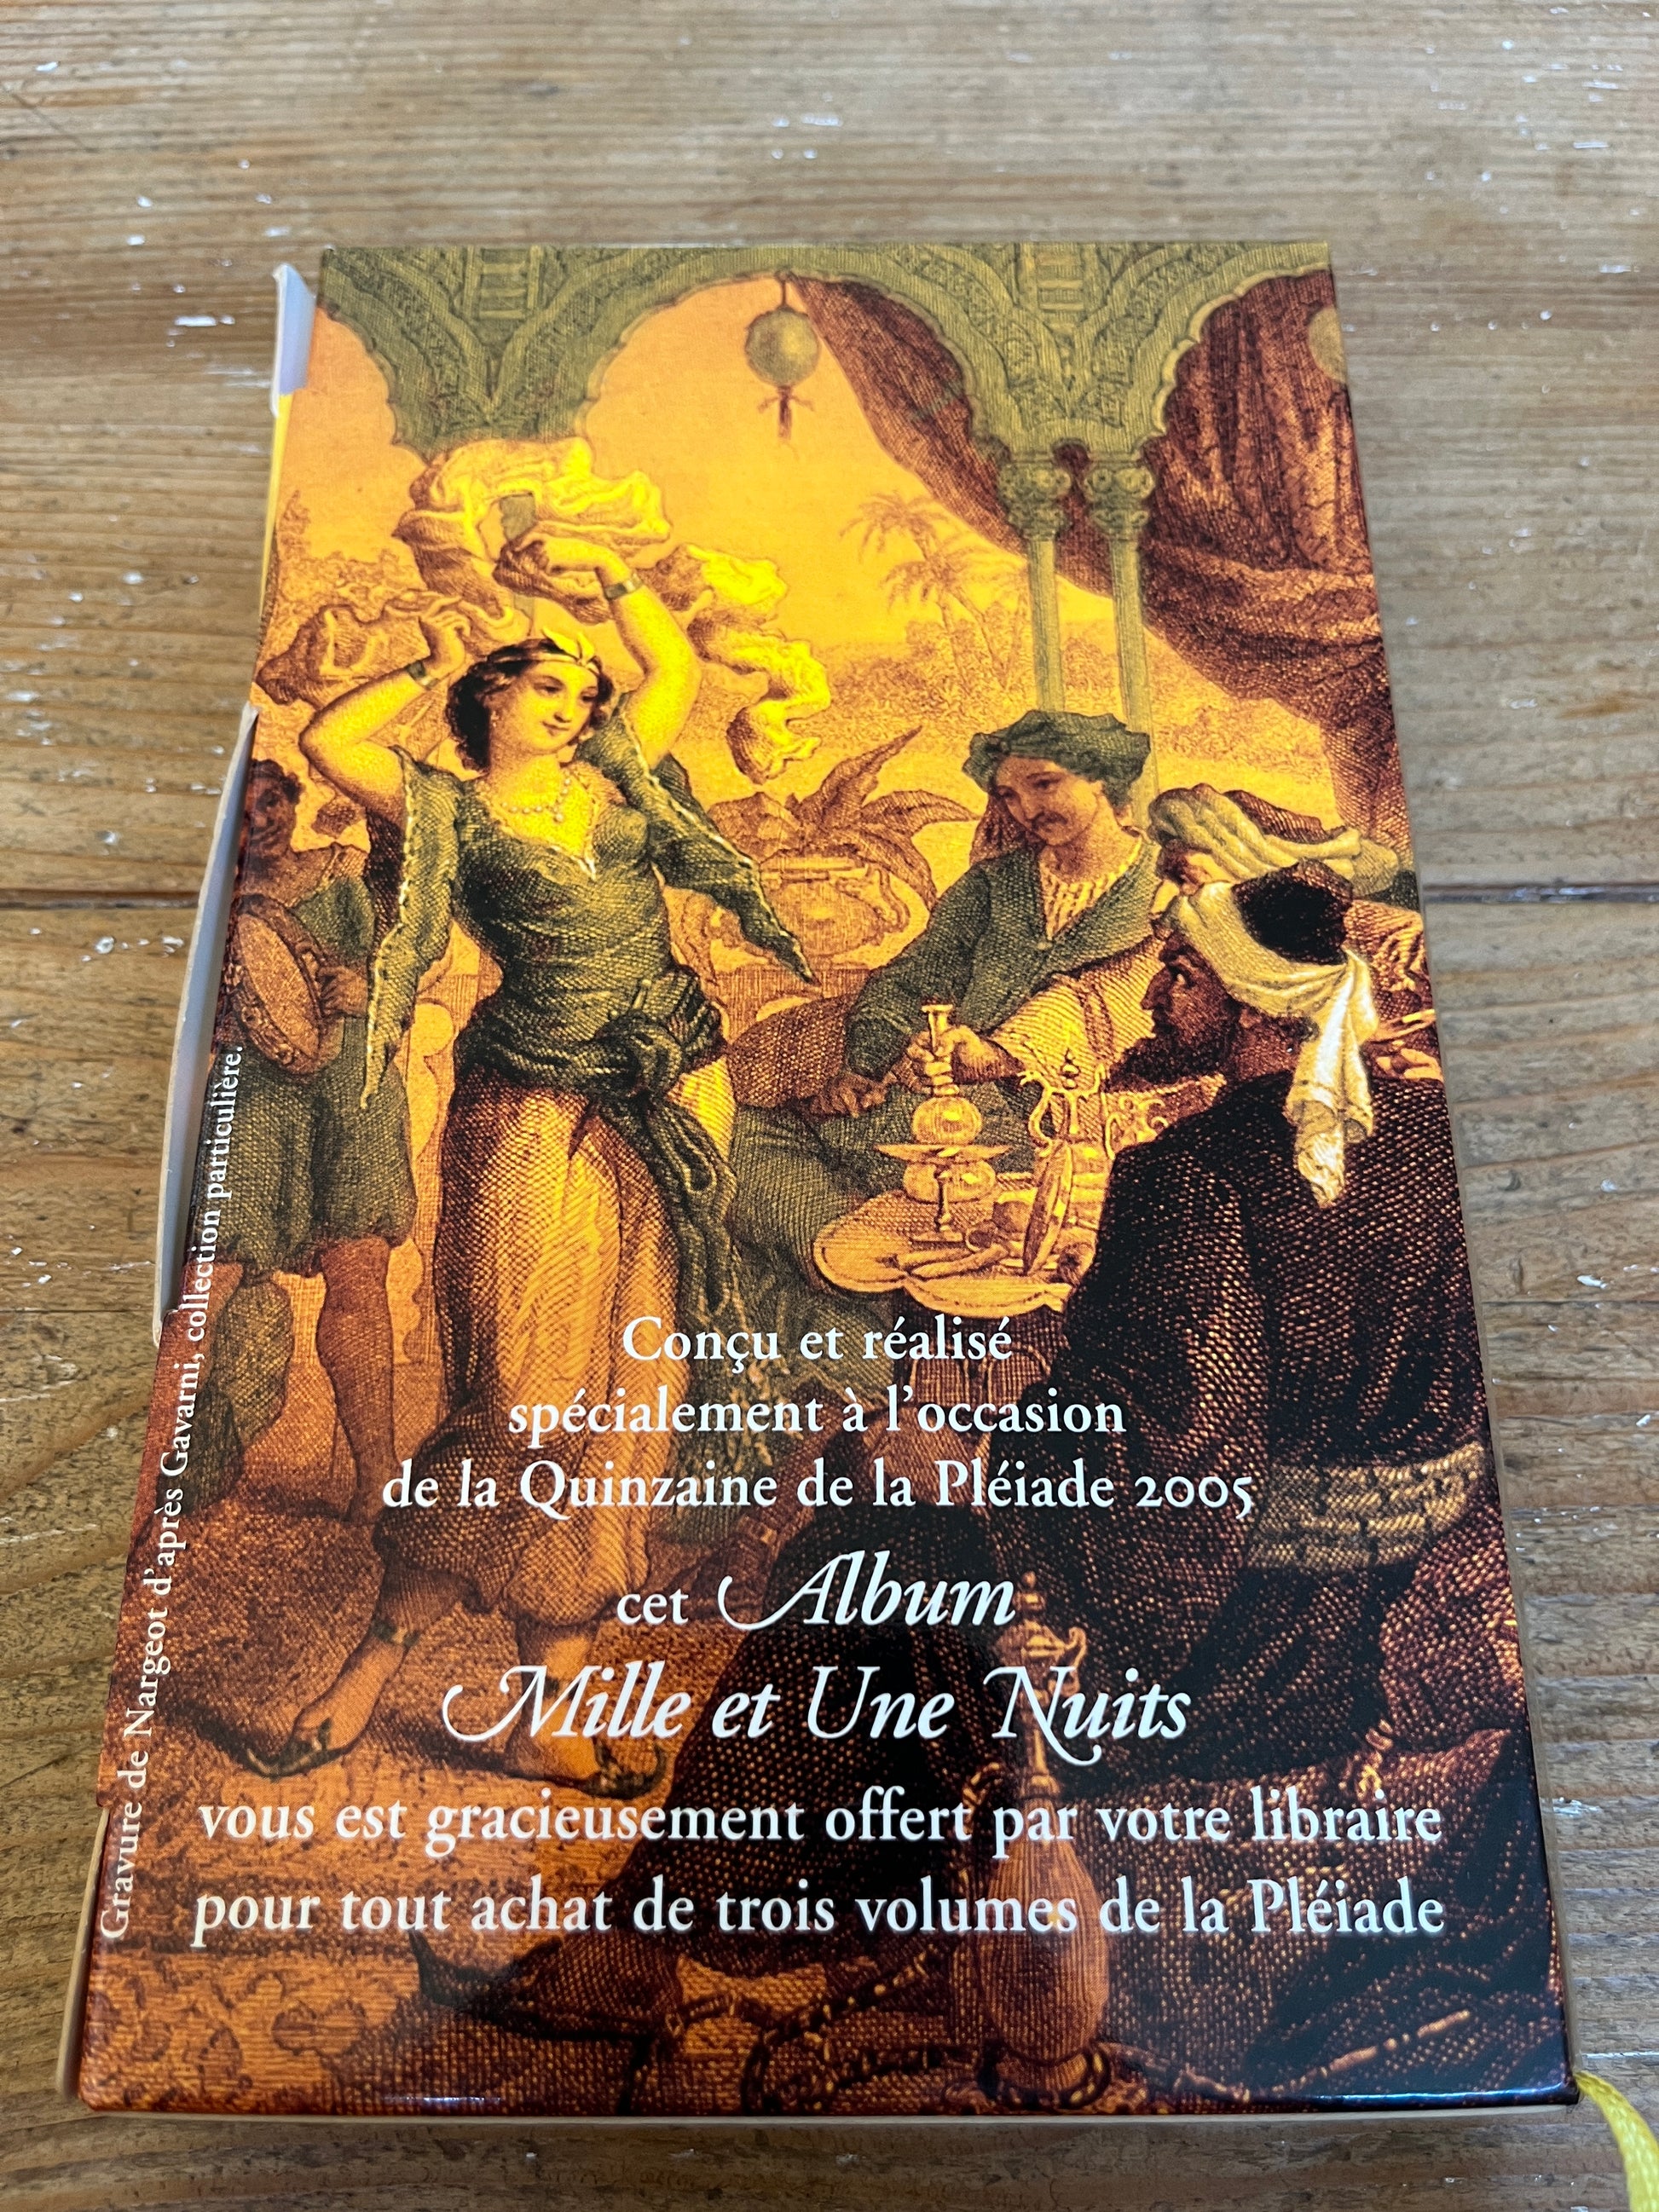 Conçu et réalisé
spécialement à l'occasion
de la Quinzaine de la Pléiade 2005
cet Album
Mille et Une Nuits
vous est gracieusement offert par votre libraire
pour tout achat de trois volumes de la Pléiade
Gravure de Nargeot d'après Gavarni, collection particulière.